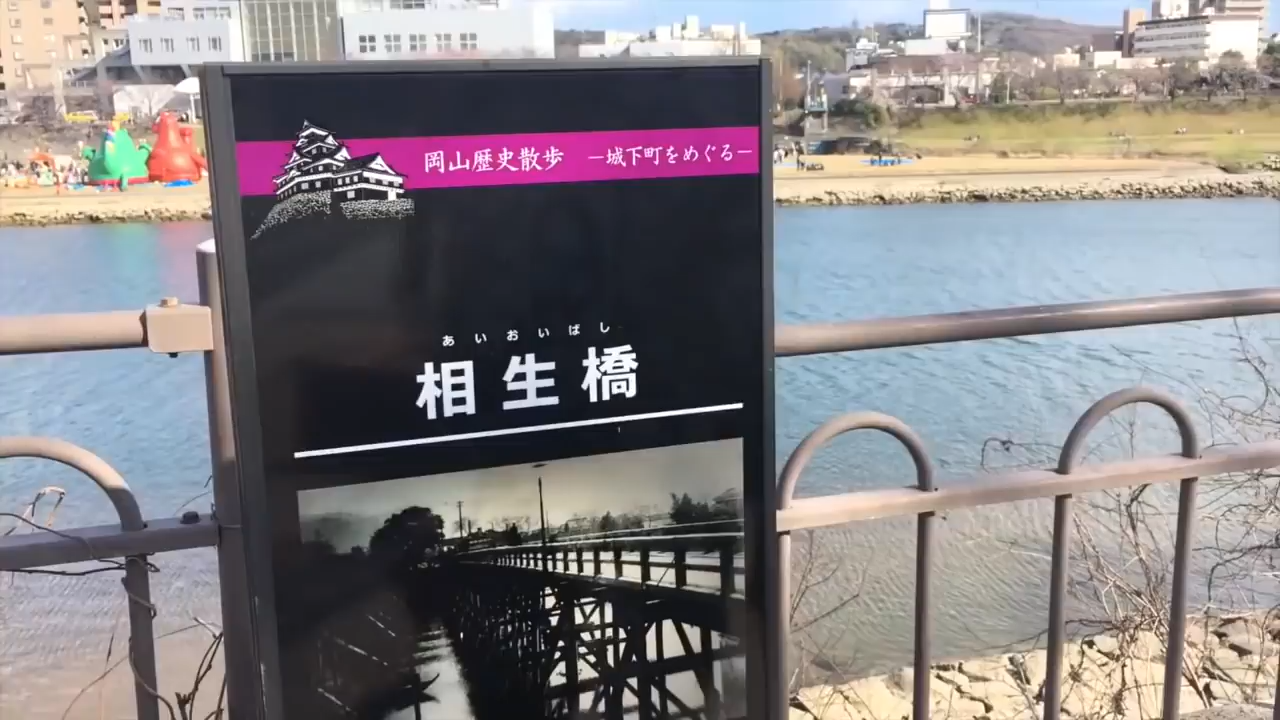 岡山歴史散歩 ―城下町をめぐる―
あいおいばし
相生橋